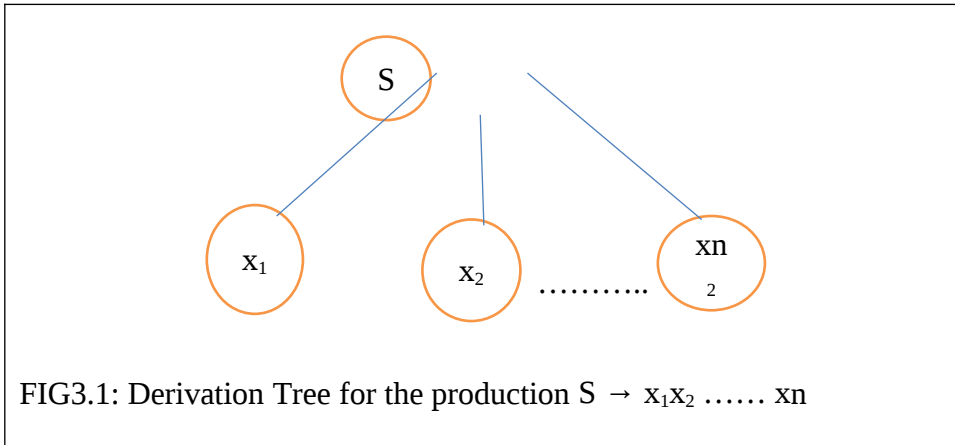 S
x₁
x₂
………..
xn
₂
FIG3.1: Derivation Tree for the production S → x₁x₂ …… xn